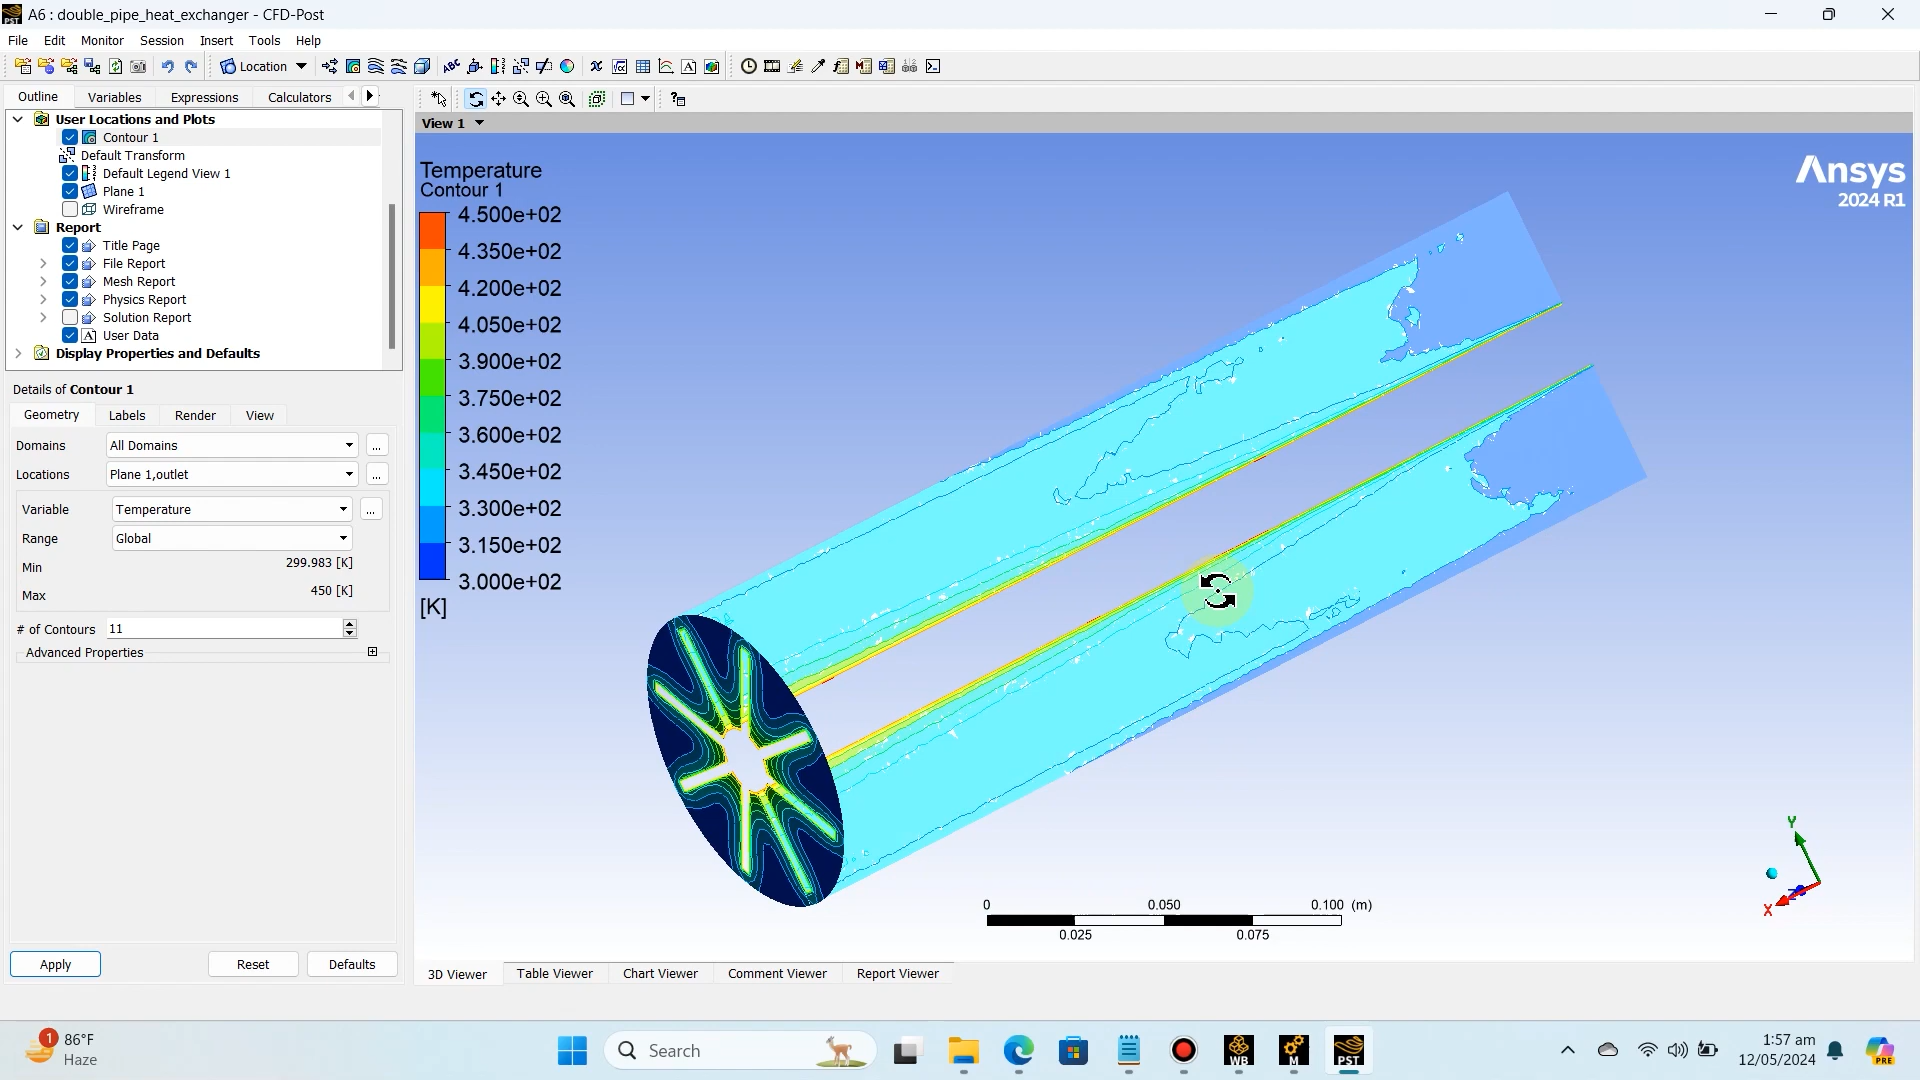 A6 : double_pipe_heat_exchanger - CFD-Post
File Edit Monitor Session Insert Tools Help
Location
Outline Variables Expressions Calculators
View 1
User Locations and Plots
Contour 1
Default Transform
Default Legend View 1
Plane 1
Wireframe
Report
Title Page
File Report
Mesh Report
Physics Report
Solution Report
User Data
Display Properties and Defaults
Details of Contour 1
Geometry Labels Render View
Domains All Domains ...
Locations Plane 1,outlet ...
Variable Temperature ...
Range Global
Min 299.983 [K]
Max 450 [K]
# of Contours 11
Advanced Properties
Apply Reset Defaults
Temperature
Contour 1
4.500e+02
4.350e+02
4.200e+02
4.050e+02
3.900e+02
3.750e+02
3.600e+02
3.450e+02
3.300e+02
3.150e+02
3.000e+02
[K]
Ansys
2024 R1
Y
Z
X
0 0.050 0.100 (m)
0.025 0.075
3D Viewer Table Viewer Chart Viewer Comment Viewer Report Viewer
1
86°F
Haze
Search
WB
M
PST
1:57 am
12/05/2024
PRE